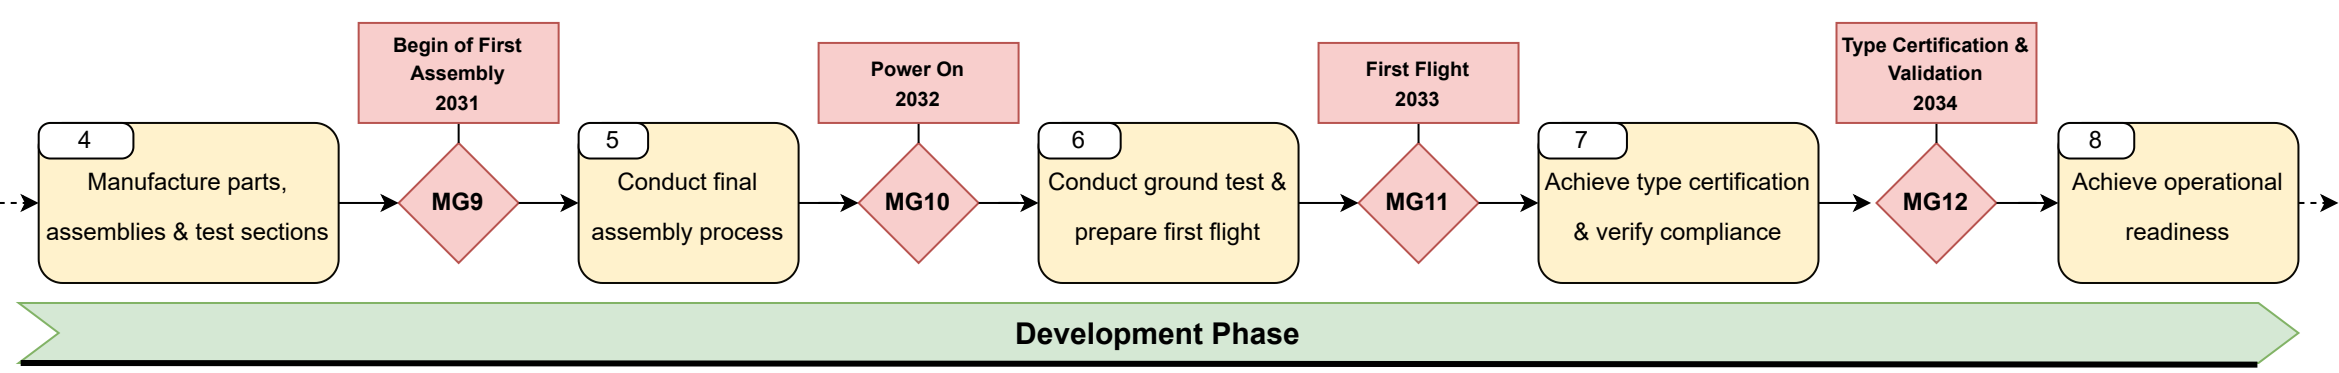 Begin of First
Assembly
2031
Power On
2032
First Flight
2033
Type Certification &
Validation
2034
4
Manufacture parts,
assemblies & test sections
MG9
5
Conduct final
assembly process
MG10
6
Conduct ground test &
prepare first flight
MG11
7
Achieve type certification
& verify compliance
MG12
8
Achieve operational
readiness
Development Phase